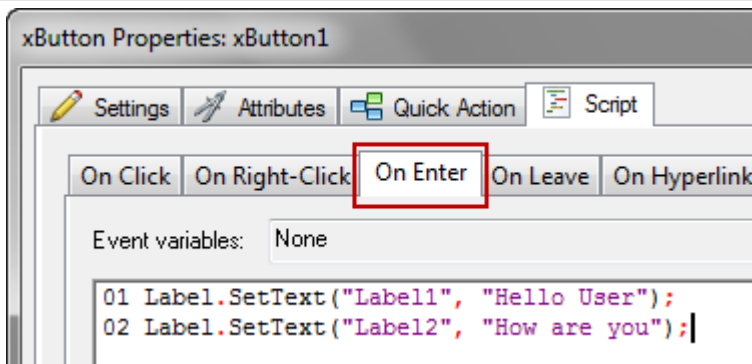 xButton Properties: xButton1
Settings Attributes Quick Action Script
On Click On Right-Click On Enter On Leave On Hyperlink
Event variables: None
01 Label.SetText("Label1", "Hello User");
02 Label.SetText("Label2", "How are you");